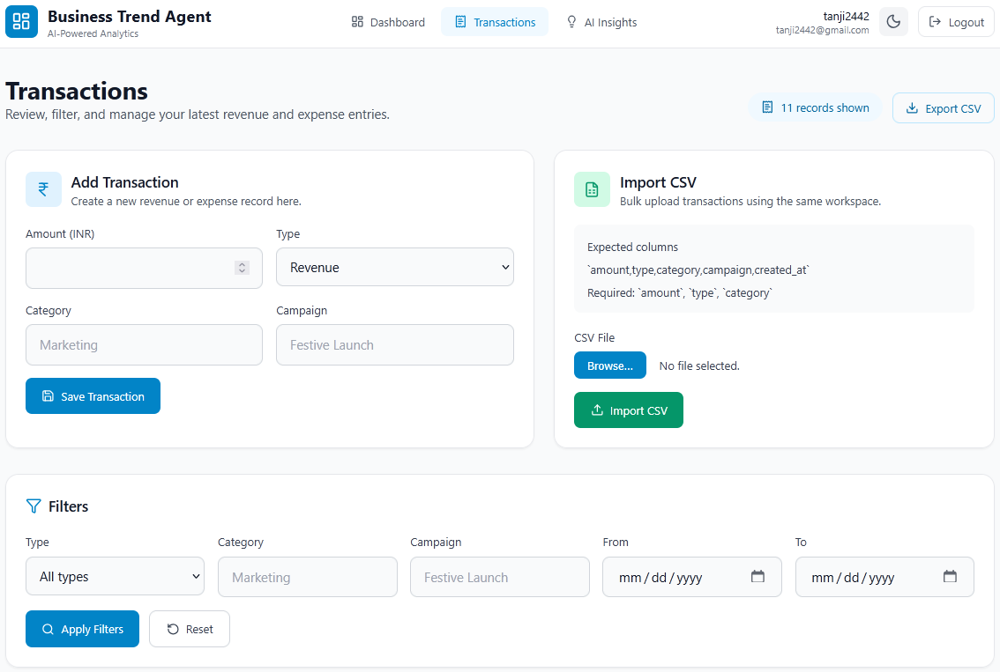 Business Trend Agent
AI-Powered Analytics
Dashboard
Transactions
AI Insights
tanji2442
tanji2442@gmail.com
Logout
Transactions
Review, filter, and manage your latest revenue and expense entries.
11 records shown
Export CSV
₹
Add Transaction
Create a new revenue or expense record here.
Amount (INR)
Type
Revenue
Category
Campaign
Marketing
Festive Launch
Save Transaction
Import CSV
Bulk upload transactions using the same workspace.
Expected columns
`amount,type,category,campaign,created_at`
Required: `amount`, `type`, `category`
CSV File
Browse...
No file selected.
Import CSV
Filters
Type
Category
Campaign
From
To
All types
Marketing
Festive Launch
mm/dd/yyyy
mm/dd/yyyy
Apply Filters
Reset